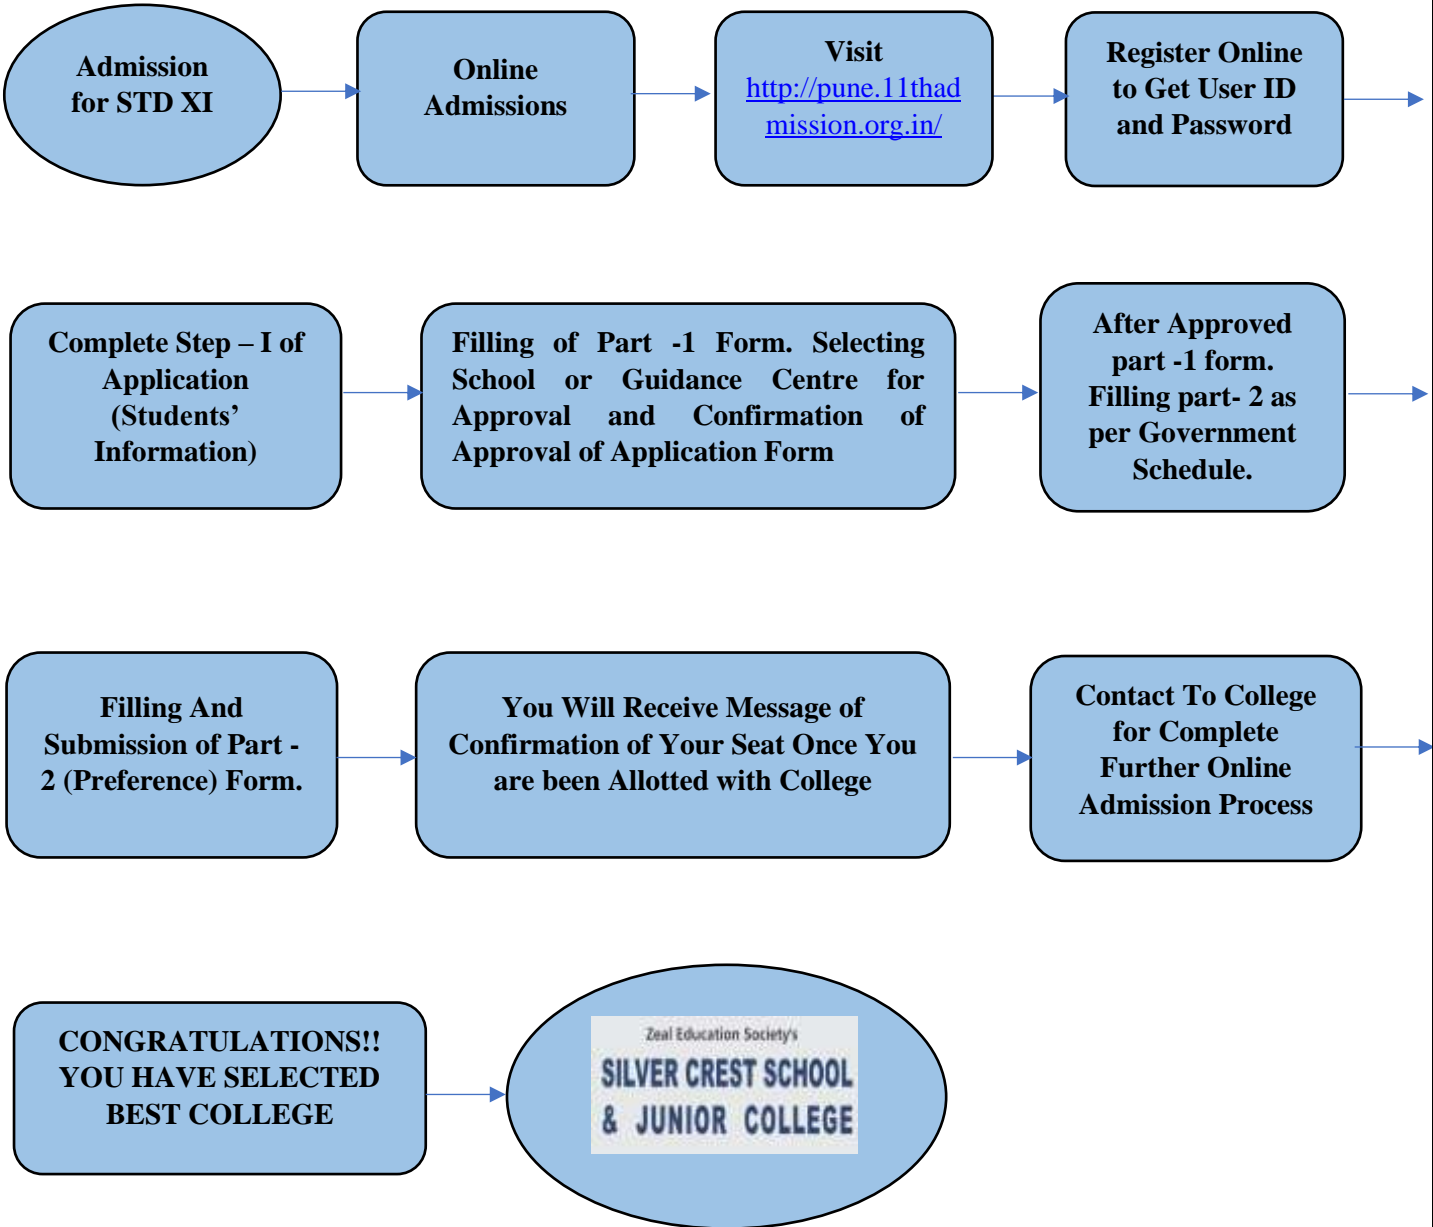 Admission
for STD XI
Online
Admissions
Visit
http://pune.11thad
mission.org.in/
Register Online
to Get User ID
and Password
Complete Step – I of
Application
(Students’
Information)
Filling of Part -1 Form. Selecting
School or Guidance Centre for
Approval and Confirmation of
Approval of Application Form
After Approved
part -1 form.
Filling part- 2 as
per Government
Schedule.
Filling And
Submission of Part -
2 (Preference) Form.
You Will Receive Message of
Confirmation of Your Seat Once You
are been Allotted with College
Contact To College
for Complete
Further Online
Admission Process
CONGRATULATIONS!!
YOU HAVE SELECTED
BEST COLLEGE
Zeal Education Society's
SILVER CREST SCHOOL
& JUNIOR COLLEGE